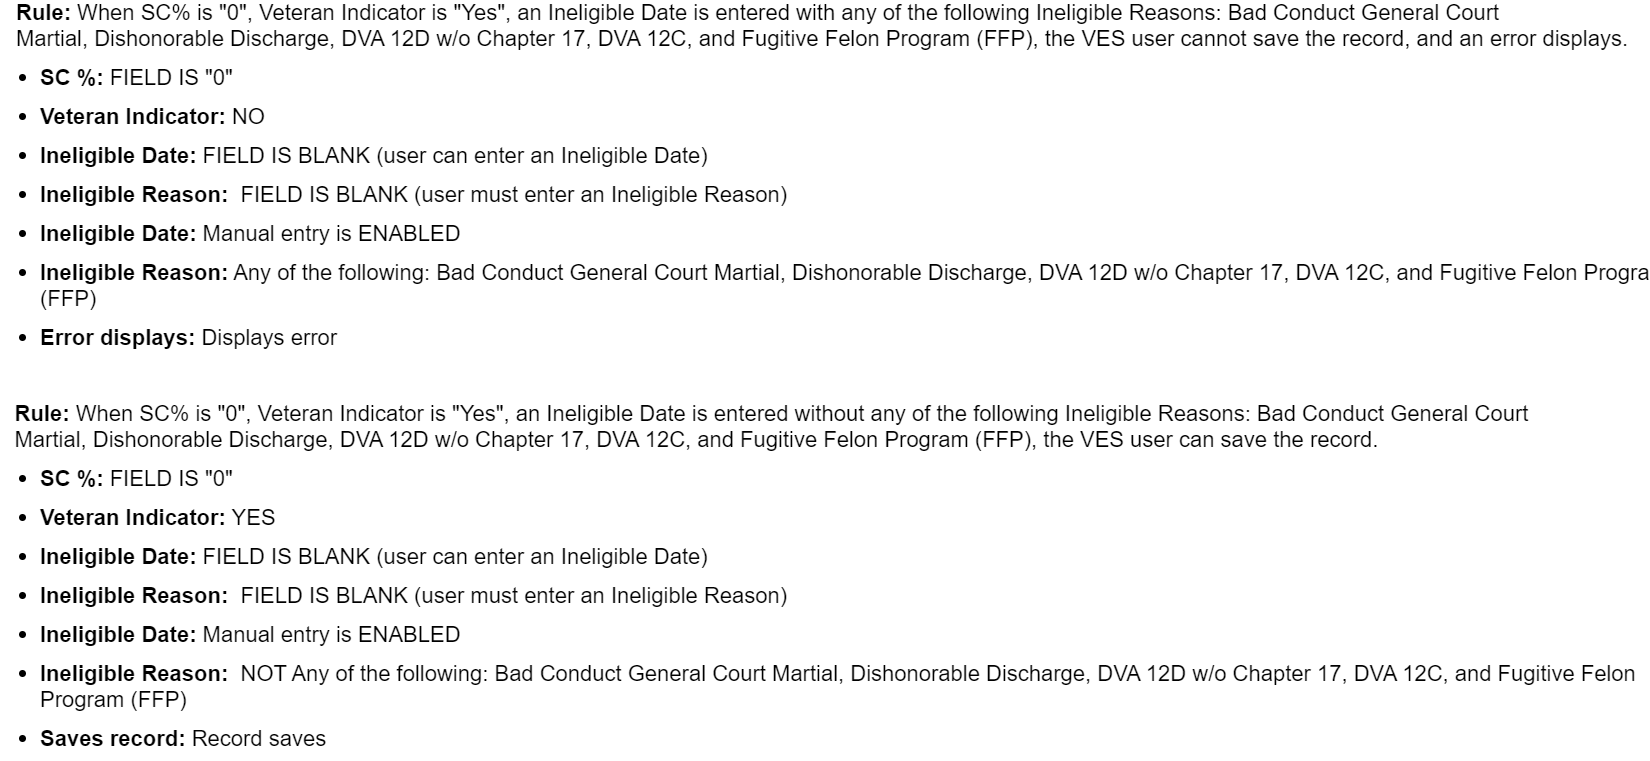 Rule: When SC% is "0", Veteran Indicator is "Yes", an Ineligible Date is entered with any of the following Ineligible Reasons: Bad Conduct General Court
Martial, Dishonorable Discharge, DVA 12D w/o Chapter 17, DVA 12C, and Fugitive Felon Program (FFP), the VES user cannot save the record, and an error displays.
• SC %: FIELD IS "0"
• Veteran Indicator: NO
• Ineligible Date: FIELD IS BLANK (user can enter an Ineligible Date)
• Ineligible Reason:  FIELD IS BLANK (user must enter an Ineligible Reason)
• Ineligible Date: Manual entry is ENABLED
• Ineligible Reason: Any of the following: Bad Conduct General Court Martial, Dishonorable Discharge, DVA 12D w/o Chapter 17, DVA 12C, and Fugitive Felon Progra
(FFP)
• Error displays: Displays error
Rule: When SC% is "0", Veteran Indicator is "Yes", an Ineligible Date is entered without any of the following Ineligible Reasons: Bad Conduct General Court
Martial, Dishonorable Discharge, DVA 12D w/o Chapter 17, DVA 12C, and Fugitive Felon Program (FFP), the VES user can save the record.
• SC %: FIELD IS "0"
• Veteran Indicator: YES
• Ineligible Date: FIELD IS BLANK (user can enter an Ineligible Date)
• Ineligible Reason:  FIELD IS BLANK (user must enter an Ineligible Reason)
• Ineligible Date: Manual entry is ENABLED
• Ineligible Reason:  NOT Any of the following: Bad Conduct General Court Martial, Dishonorable Discharge, DVA 12D w/o Chapter 17, DVA 12C, and Fugitive Felon
Program (FFP)
• Saves record: Record saves